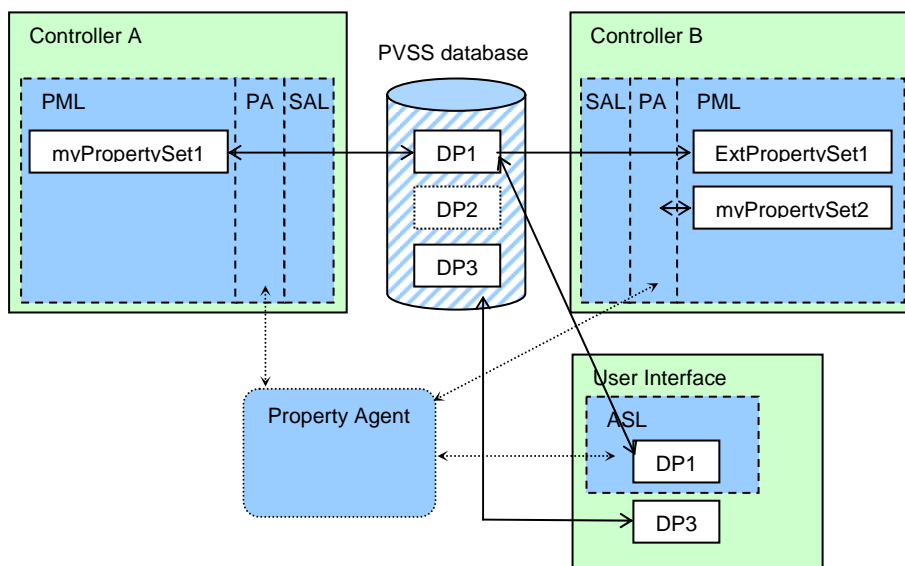 Controller A
PML
PA
SAL
myPropertySet1
PVSS database
DP1
DP2
DP3
Controller B
SAL
PA
PML
ExtPropertySet1
myPropertySet2
Property Agent
User Interface
ASL
DP1
DP3